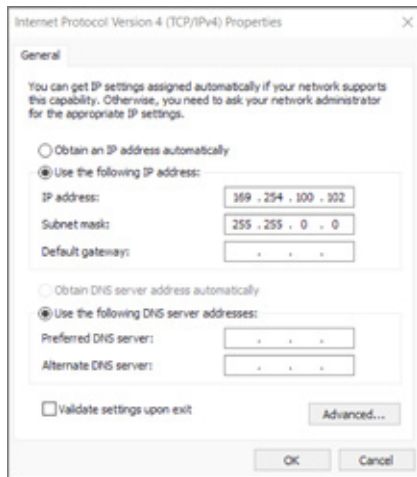 Internet Protocol Version 4 (TCP/IPv4) Properties
General
You can get IP settings assigned automatically if your network supports
this capability. Otherwise, you need to ask your network administrator
for the appropriate IP settings.
Obtain an IP address automatically
Use the following IP address:
IP address: 169 . 254 . 100 . 102
Subnet mask: 255 . 255 . 0 . 0
Default gateway: . . .
Obtain DNS server address automatically
Use the following DNS server addresses:
Preferred DNS server: . . .
Alternate DNS server: . . .
Validate settings upon exit
Advanced...
OK Cancel